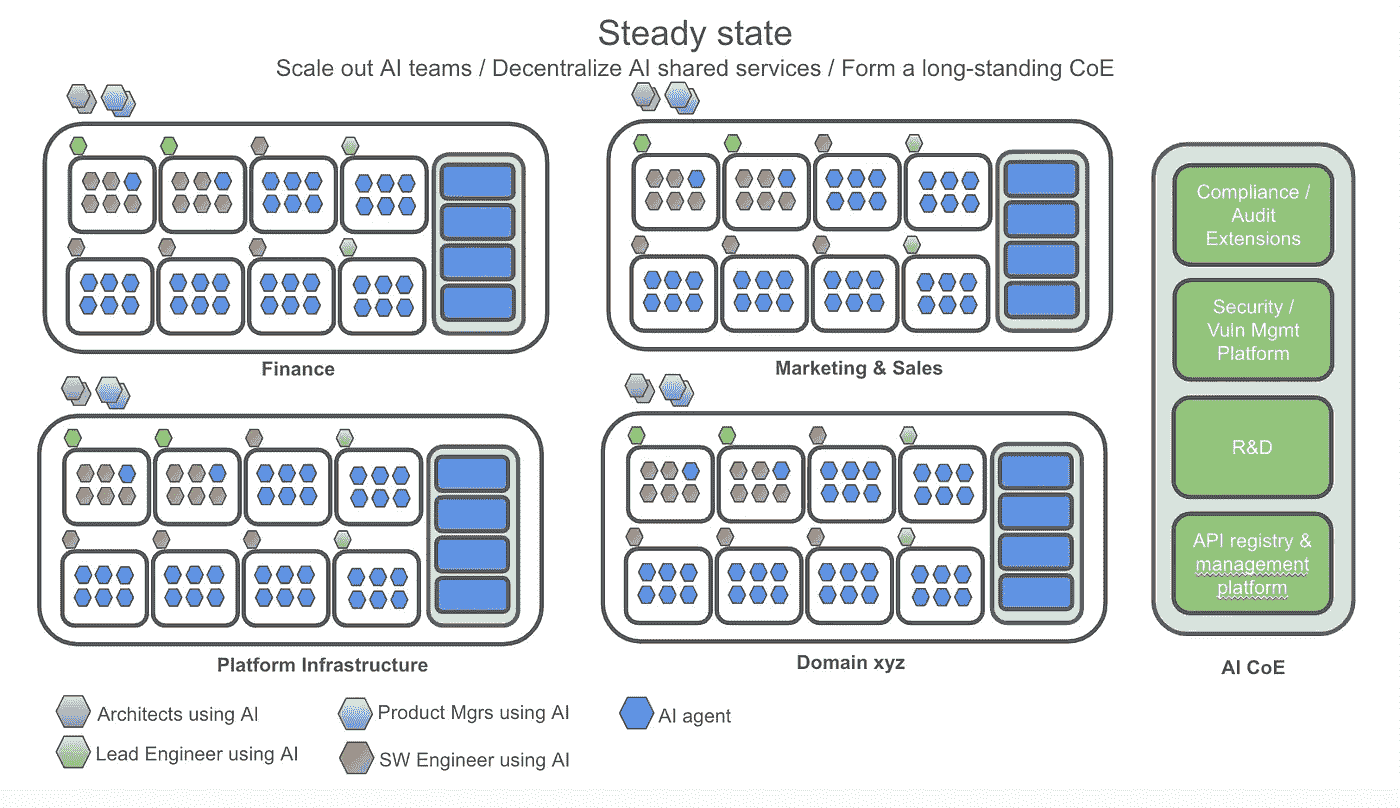 Steady state
Scale out AI teams / Decentralize AI shared services / Form a long-standing CoE
Finance
Marketing & Sales
Platform Infrastructure
Domain xyz
Compliance /
Audit
Extensions
Security /
Vuln Mgmt
Platform
R&D
API registry &
management
platform
AI CoE
Architects using AI
Product Mgrs using AI
AI agent
Lead Engineer using AI
SW Engineer using AI